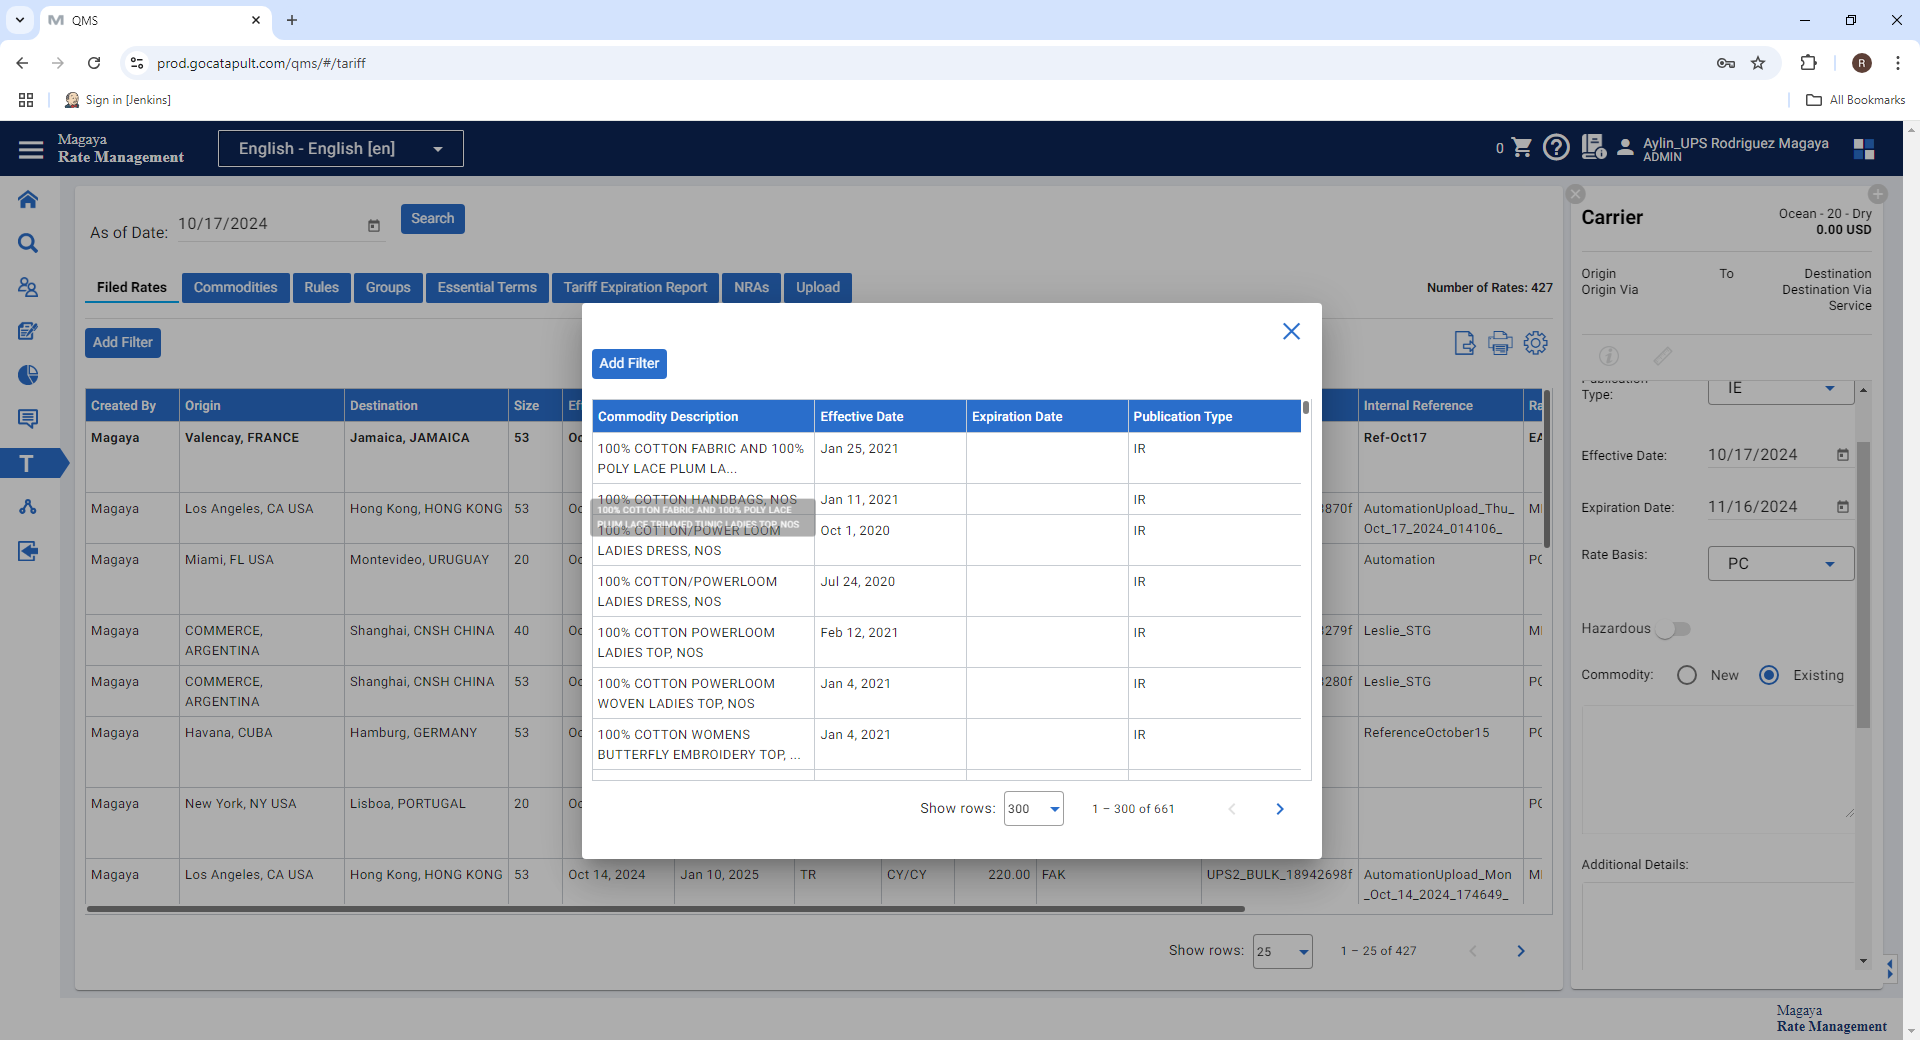 QMS
prod.gocatapult.com/qms/#/tariff
R
Sign in [Jenkins]
All Bookmarks
Magaya
Rate Management
English - English [en]
0
Aylin_UPS Rodriguez Magaya
ADMIN
As of Date:
10/17/2024
Search
Filed Rates
Commodities
Rules
Groups
Essential Terms
Tariff Expiration Report
NRAs
Upload
Number of Rates: 427
Add Filter
Created By
Origin
Destination
Size
Ef
Internal Reference
Ra
Magaya
Valencay, FRANCE
Jamaica, JAMAICA
53
Oc
Ref-Oct17
EA
Magaya
Los Angeles, CA USA
Hong Kong, HONG KONG
53
Oc
3870f
AutomationUpload_Thu_
Oct_17_2024_014106_
MI
Magaya
Miami, FL USA
Montevideo, URUGUAY
20
Oc
Automation
PC
Magaya
COMMERCE,
ARGENTINA
Shanghai, CNSH CHINA
40
Oc
3279f
Leslie_STG
MI
Magaya
COMMERCE,
ARGENTINA
Shanghai, CNSH CHINA
53
Oc
3280f
Leslie_STG
PC
Magaya
Havana, CUBA
Hamburg, GERMANY
53
Oc
ReferenceOctober15
PC
Magaya
New York, NY USA
Lisboa, PORTUGAL
20
Oc
PC
Magaya
Los Angeles, CA USA
Hong Kong, HONG KONG
53
Oct 14, 2024
Jan 10, 2025
TR
CY/CY
220.00
FAK
UPS2_BULK_18942698f
AutomationUpload_Mon
_Oct_14_2024_174649_
MI
Show rows:
25
1 – 25 of 427
Add Filter
Commodity Description
Effective Date
Expiration Date
Publication Type
100% COTTON FABRIC AND 100%
POLY LACE PLUM LA...
Jan 25, 2021
IR
100% COTTON HANDBAGS, NOS
Jan 11, 2021
IR
100% COTTON FABRIC AND 100% POLY LACE
PLUM LACE TRIMMED TUNIC LADIES TOP, NOS
100% COTTON/POWER LOOM
LADIES DRESS, NOS
Oct 1, 2020
IR
100% COTTON/POWERLOOM
LADIES DRESS, NOS
Jul 24, 2020
IR
100% COTTON POWERLOOM
LADIES TOP, NOS
Feb 12, 2021
IR
100% COTTON POWERLOOM
WOVEN LADIES TOP, NOS
Jan 4, 2021
IR
100% COTTON WOMENS
BUTTERFLY EMBROIDERY TOP, ...
Jan 4, 2021
IR
Show rows:
300
1 – 300 of 661
Carrier
Ocean - 20 - Dry
0.00 USD
Origin
To
Destination
Origin Via
Destination Via
Service
Publication
Type:
IE
Effective Date:
10/17/2024
Expiration Date:
11/16/2024
Rate Basis:
PC
Hazardous
Commodity:
New
Existing
Additional Details:
T
Magaya
Rate Management